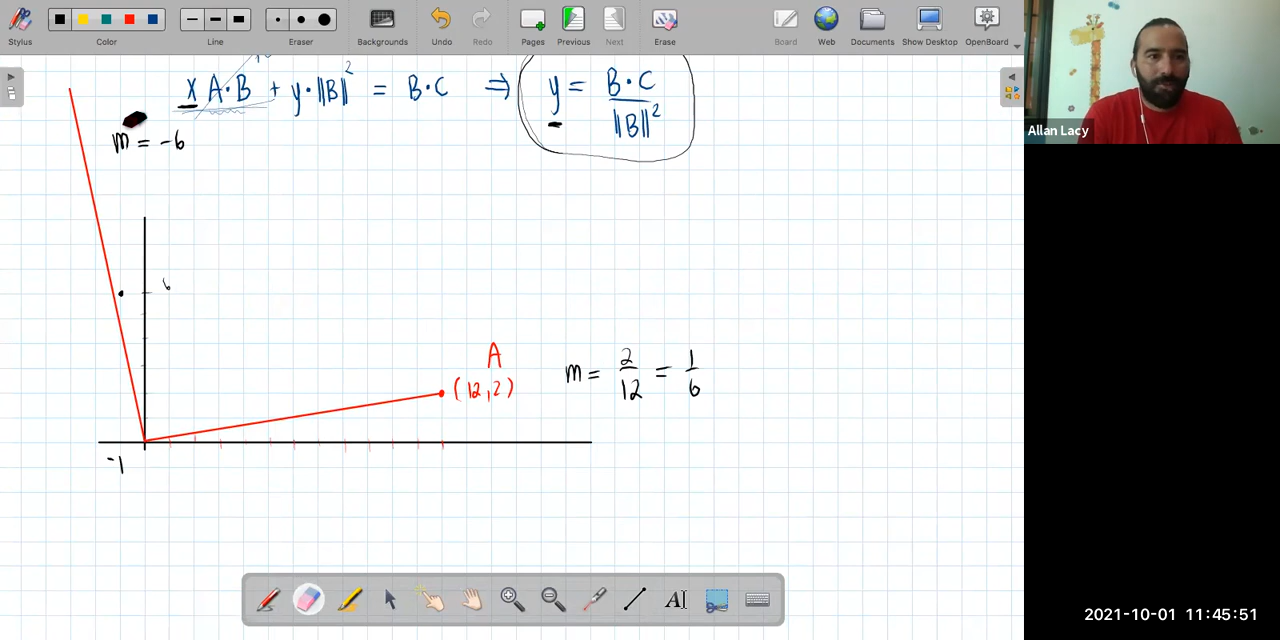 Stylus Color Line Eraser Backgrounds Undo Redo Pages Previous Next Erase Board Web Documents Show Desktop OpenBoard
x A·B + y·||B||² = B·C ⇒ y = B·C / ||B||²
m = -6
6
A
(12,2)
m = 2/12 = 1/6
-1
Allan Lacy
2021-10-01 11:45:51